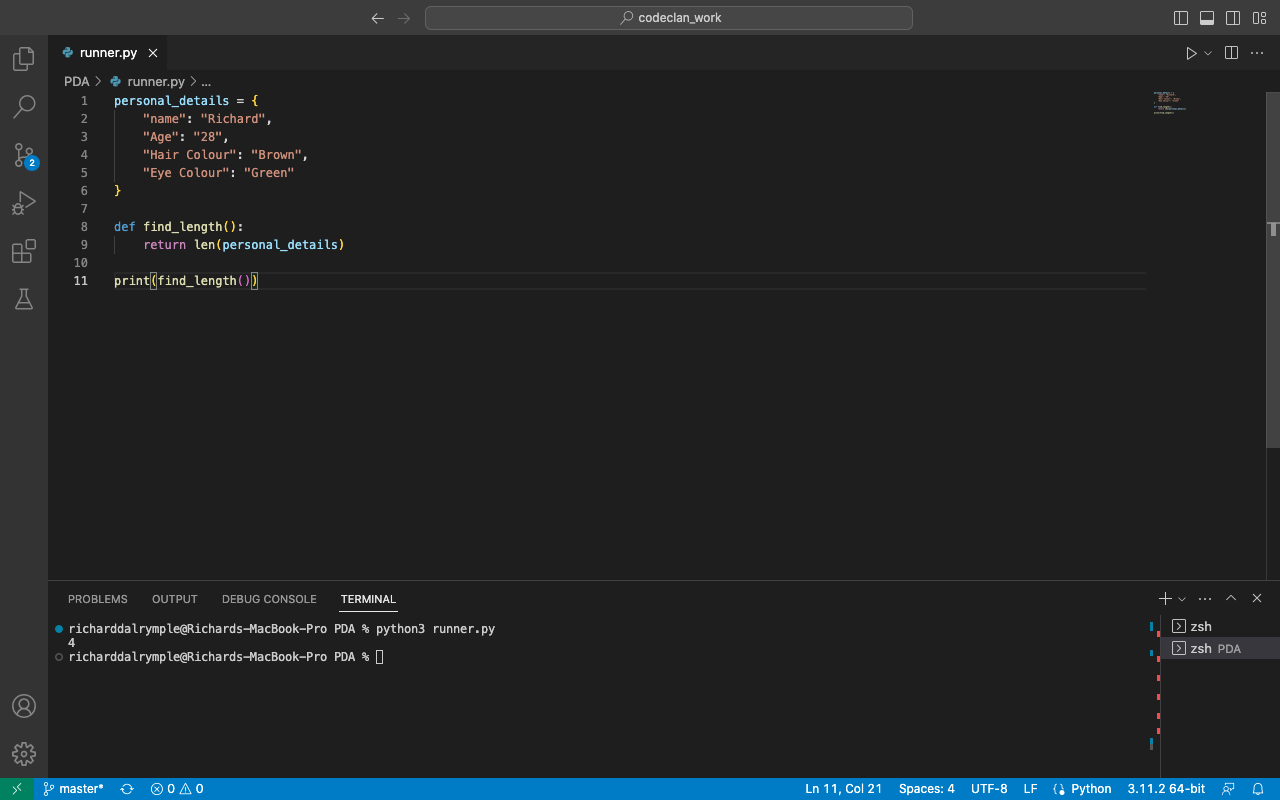 codeclan_work
runner.py
PDA > runner.py > ...
1 personal_details = {
2     "name": "Richard",
3     "Age": "28",
4     "Hair Colour": "Brown",
5     "Eye Colour": "Green"
6 }
7
8 def find_length():
9     return len(personal_details)
10
11 print(find_length())
2
PROBLEMS OUTPUT DEBUG CONSOLE TERMINAL
richarddalrymple@Richards-MacBook-Pro PDA % python3 runner.py
4
richarddalrymple@Richards-MacBook-Pro PDA %
zsh
zsh PDA
master* 0 0 Ln 11, Col 21 Spaces: 4 UTF-8 LF Python 3.11.2 64-bit